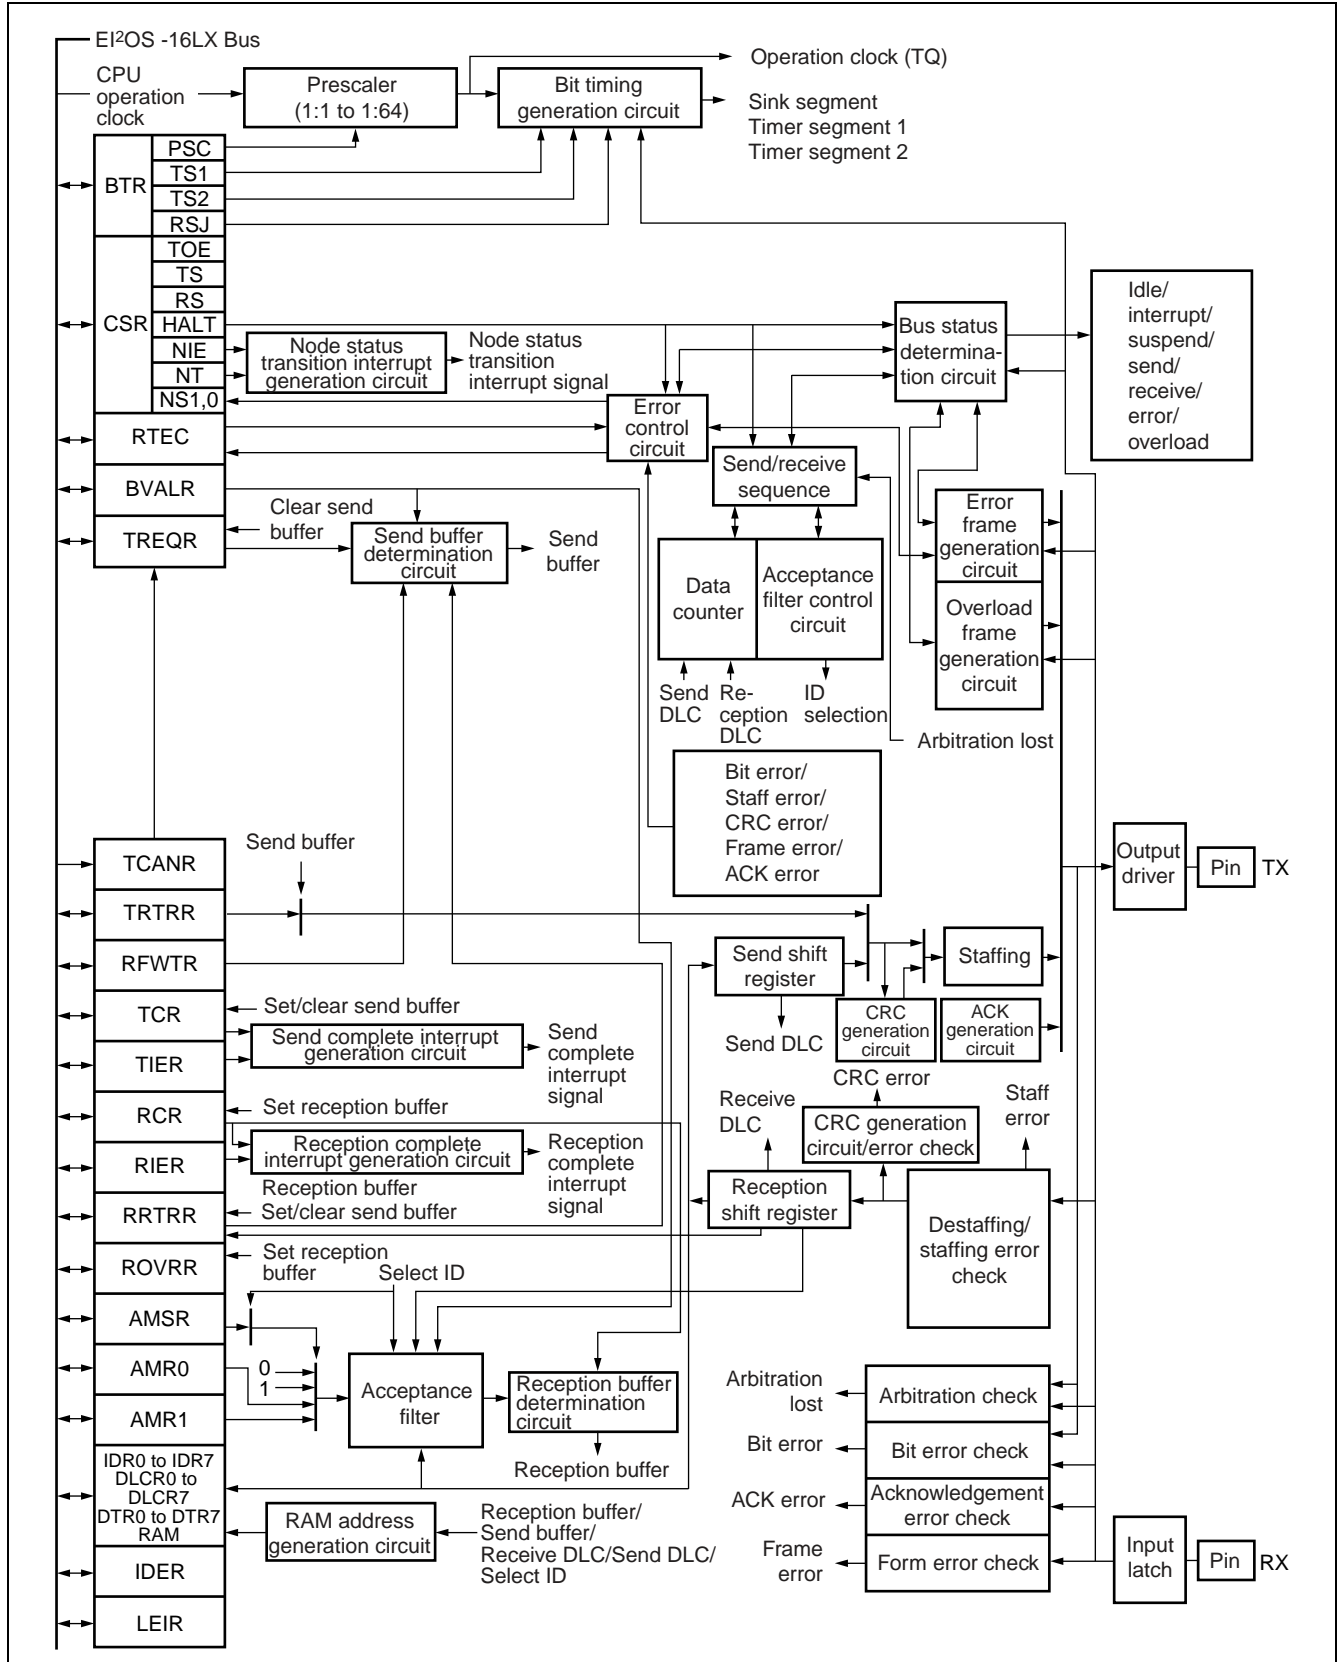 EI²OS -16LX Bus
CPU
operation
clock
Prescaler
(1:1 to 1:64)
Bit timing
generation circuit
Operation clock (TQ)
Sink segment
Timer segment 1
Timer segment 2
BTR
PSC
TS1
TS2
RSJ
CSR
TOE
TS
RS
HALT
NIE
NT
NS1,0
Node status
transition interrupt
generation circuit
Node status
transition
interrupt signal
Bus status
determina-
tion circuit
Idle/
interrupt/
suspend/
send/
receive/
error/
overload
RTEC
Error
control
circuit
Send/receive
sequence
BVALR
TREQR
Clear send
buffer
Send buffer
determination
circuit
Send
buffer
Data
counter
Acceptance
filter control
circuit
Error
frame
generation
circuit
Overload
frame
generation
circuit
Send
DLC
Re-
ception
DLC
ID
selection
Arbitration lost
Bit error/
Staff error/
CRC error/
Frame error/
ACK error
TCANR
Send buffer
Output
driver
Pin
TX
TRTRR
RFWTR
Send shift
register
Staffing
TCR
Set/clear send buffer
Send complete interrupt
generation circuit
Send
complete
interrupt
signal
Send DLC
CRC
generation
circuit
ACK
generation
circuit
TIER
CRC error
Staff
error
RCR
Set reception buffer
Receive
DLC
CRC generation
circuit/error check
RIER
Reception complete
interrupt generation circuit
Reception
complete
interrupt
signal
Reception buffer
RRTRR
Set/clear send buffer
Reception
shift register
Destaffing/
staffing error
check
ROVRR
Set reception
buffer
Select ID
AMSR
AMR0
0
1
Acceptance
filter
Reception buffer
determination
circuit
AMR1
Reception buffer
Arbitration
lost
Arbitration check
Bit error
Bit error check
ACK error
Acknowledgement
error check
Frame
error
Form error check
IDR0 to IDR7
DLCR0 to
DLCR7
DTR0 to DTR7
RAM
RAM address
generation circuit
Reception buffer/
Send buffer/
Receive DLC/Send DLC/
Select ID
Input
latch
Pin
RX
IDER
LEIR